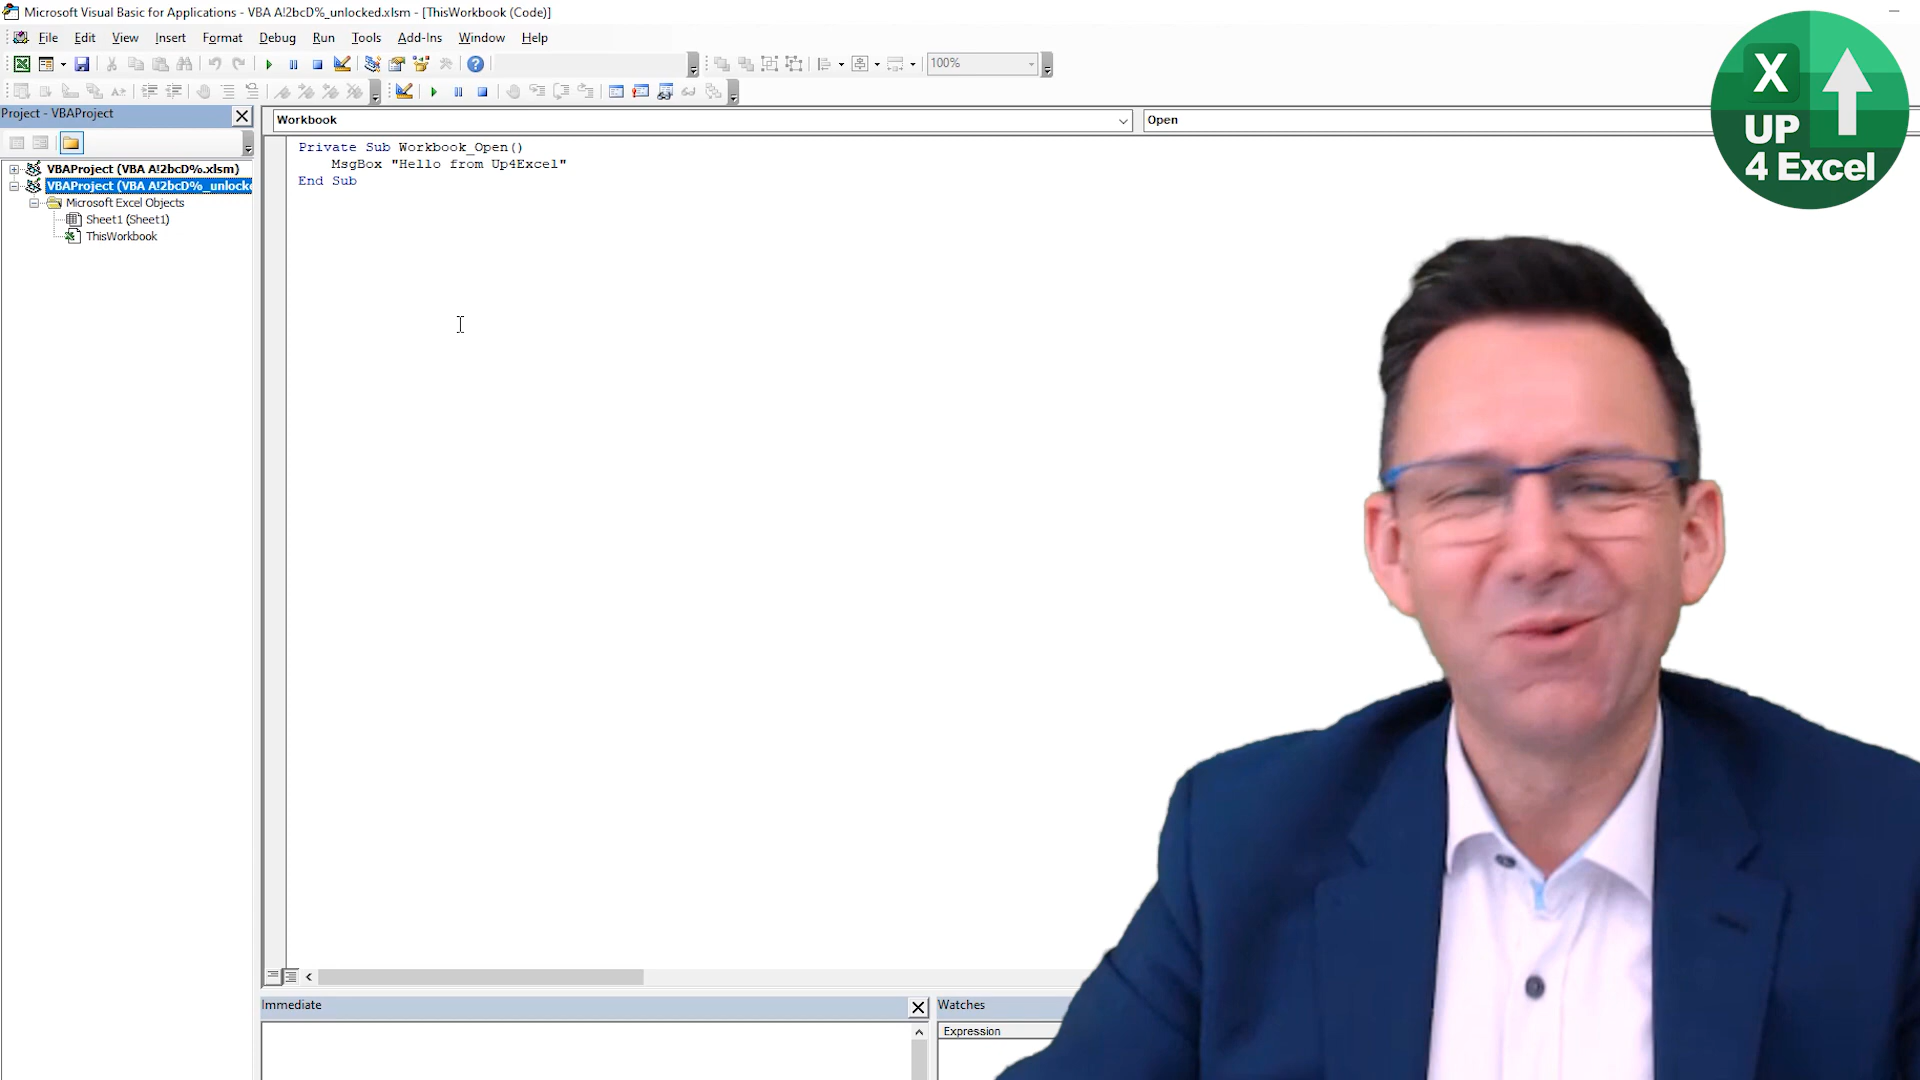 Microsoft Visual Basic for Applications - VBA A!2bcD%_unlocked.xlsm - [ThisWorkbook (Code)]
File Edit View Insert Format Debug Run Tools Add-Ins Window Help
100%
Project - VBAProject
Workbook
Open
VBAProject (VBA A!2bcD%.xlsm)
VBAProject (VBA A!2bcD%_unlocke
Microsoft Excel Objects
Sheet1 (Sheet1)
ThisWorkbook
Private Sub Workbook_Open()
MsgBox "Hello from Up4Excel"
End Sub
Immediate
Watches
Expression
X
UP
4 Excel